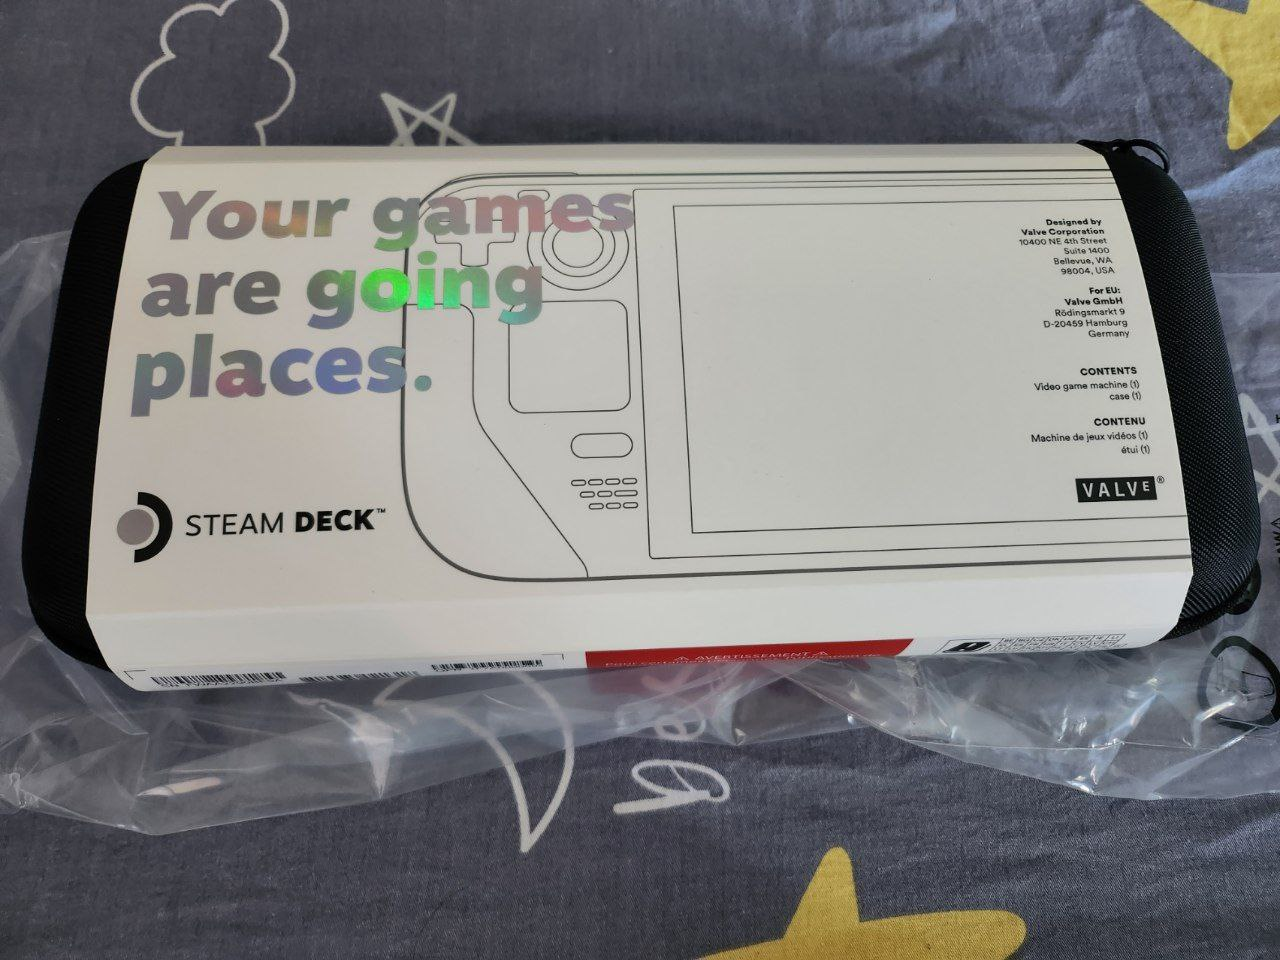 Your games
are going
places.
STEAM DECK™
Designed by
Valve Corporation
10400 NE 4th Street
Suite 1400
Bellevue, WA
98004, USA
For EU:
Valve GmbH
Rödingsmarkt 9
D-20459 Hamburg
Germany
CONTENTS
Video game machine (1)
case (1)
CONTENU
Machine de jeux vidéos (1)
étui (1)
VALVE®
AVERTISSEMENT